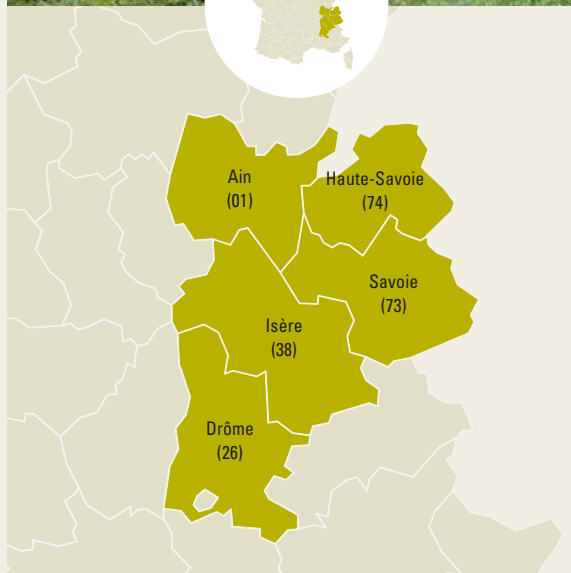 Ain
(01)
Haute-Savoie
(74)
Savoie
(73)
Isère
(38)
Drôme
(26)